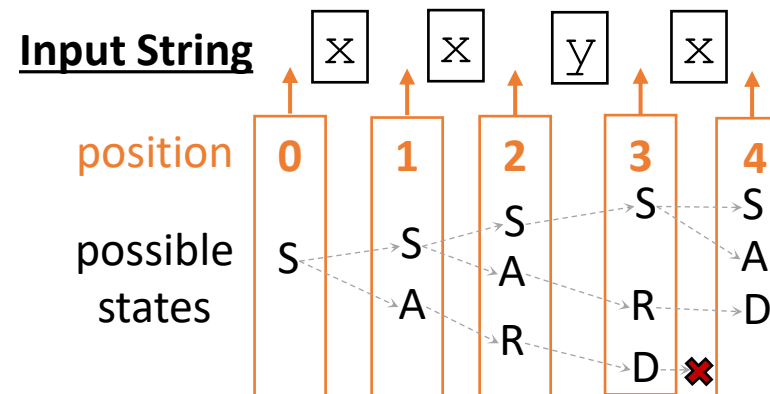 Input String x x y x
position 0 1 2 3 4
S S
S S
possible S A A
states A R D
R D